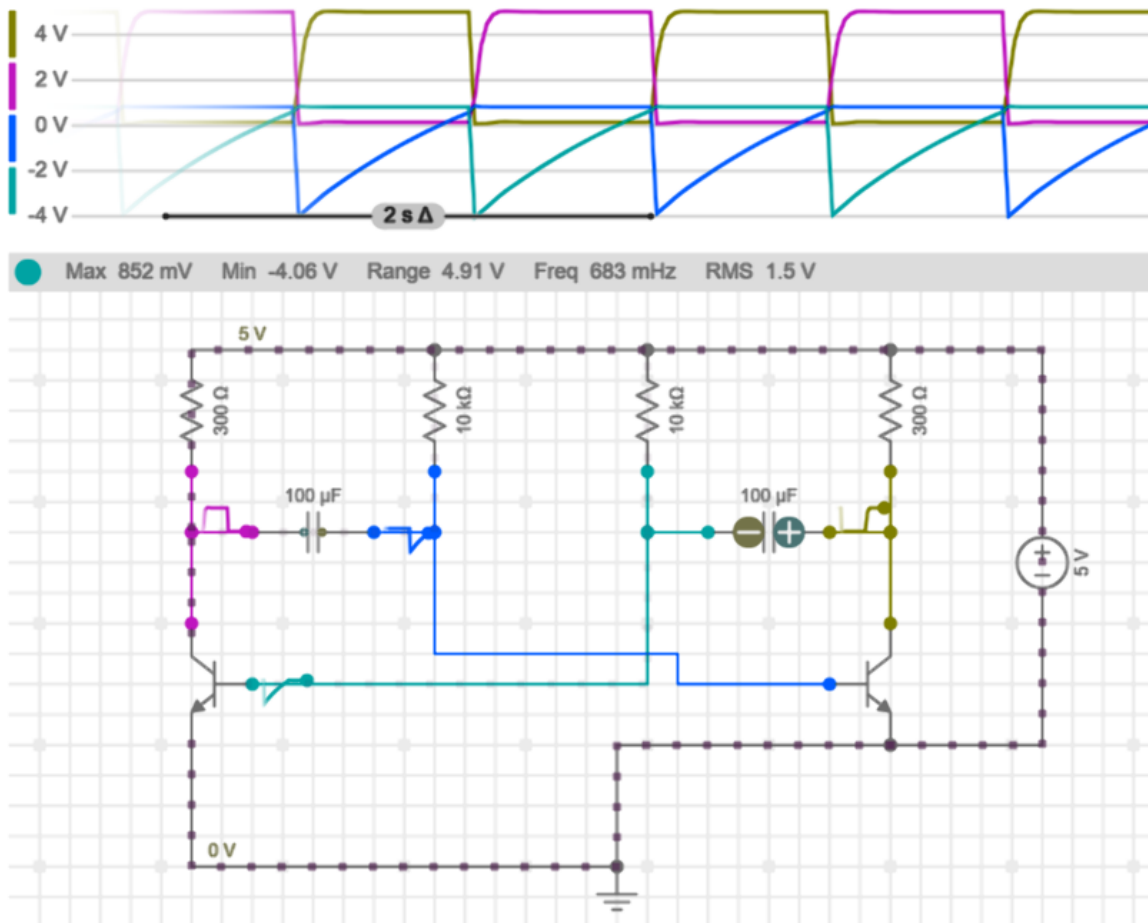 4 V
2 V
0 V
-2 V
-4 V
2 s Δ
Max 852 mV Min -4.06 V Range 4.91 V Freq 683 mHz RMS 1.5 V
5 V
300 Ω
10 kΩ
10 kΩ
300 Ω
100 µF
100 µF
5 V
0 V